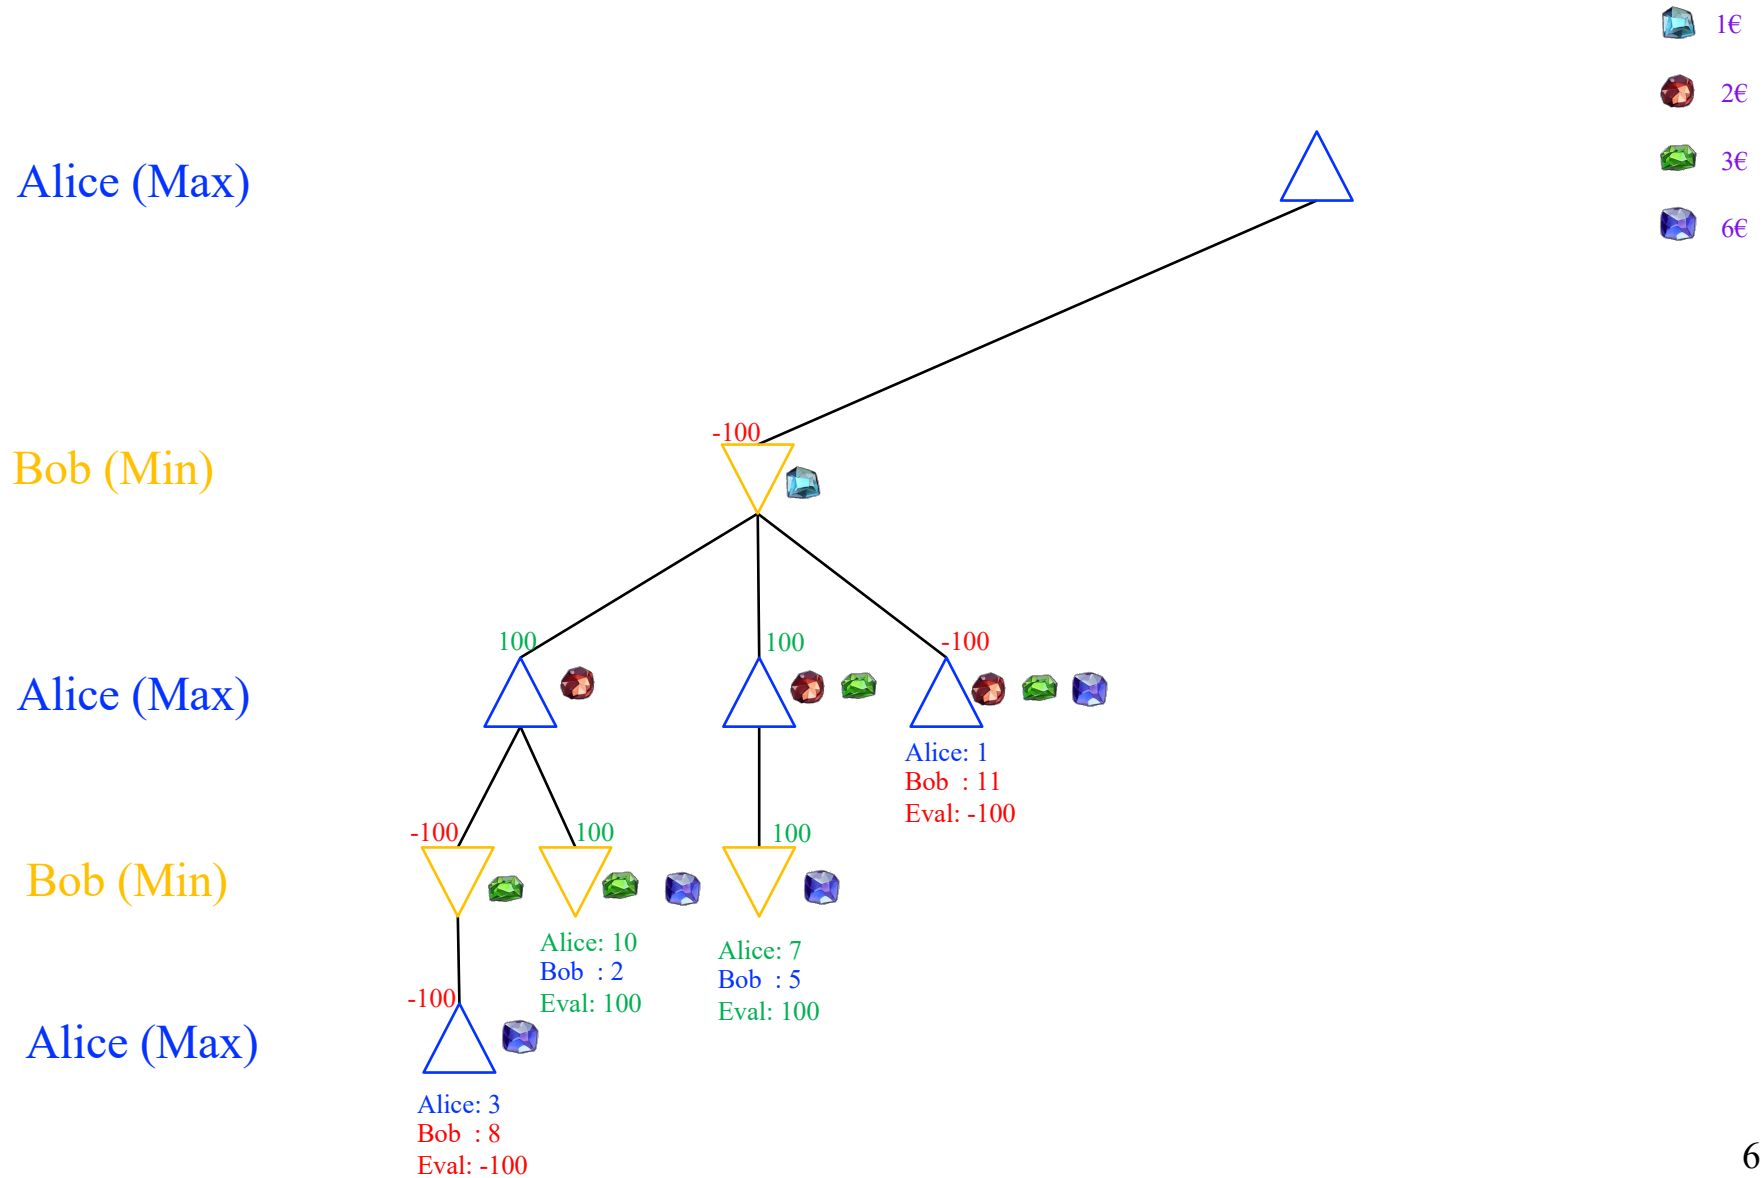 1€
2€
Alice (Max)
3€
6€
-100
Bob (Min)
100
100
-100
Alice (Max)
Alice: 1
Bob : 11
Eval: -100
-100
100
100
Bob (Min)
Alice: 10
Bob : 2
Eval: 100
Alice: 7
Bob : 5
Eval: 100
-100
Alice (Max)
Alice: 3
Bob : 8
Eval: -100
6